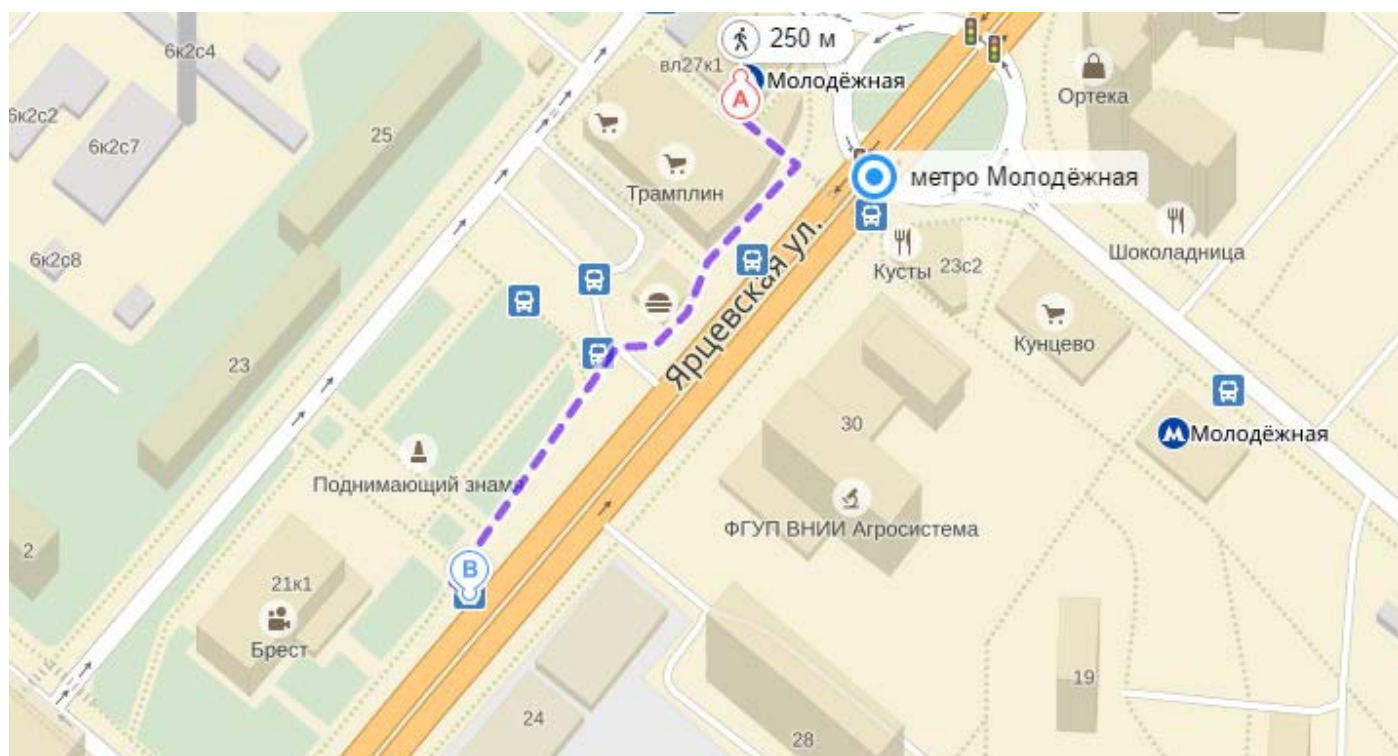 6к2с4
250 м
вл27к1
Молодёжная
А
Ортека
6к2с2
25
6к2с7
Трамплин
метро Молодёжная
Шоколадница
6к2с8
Кусты
23с2
Ярцевская ул.
Кунцево
23
30
Молодёжная
Поднимающий знамя
ФГУП ВНИИ Агросистема
2
В
21к1
Брест
19
24
28